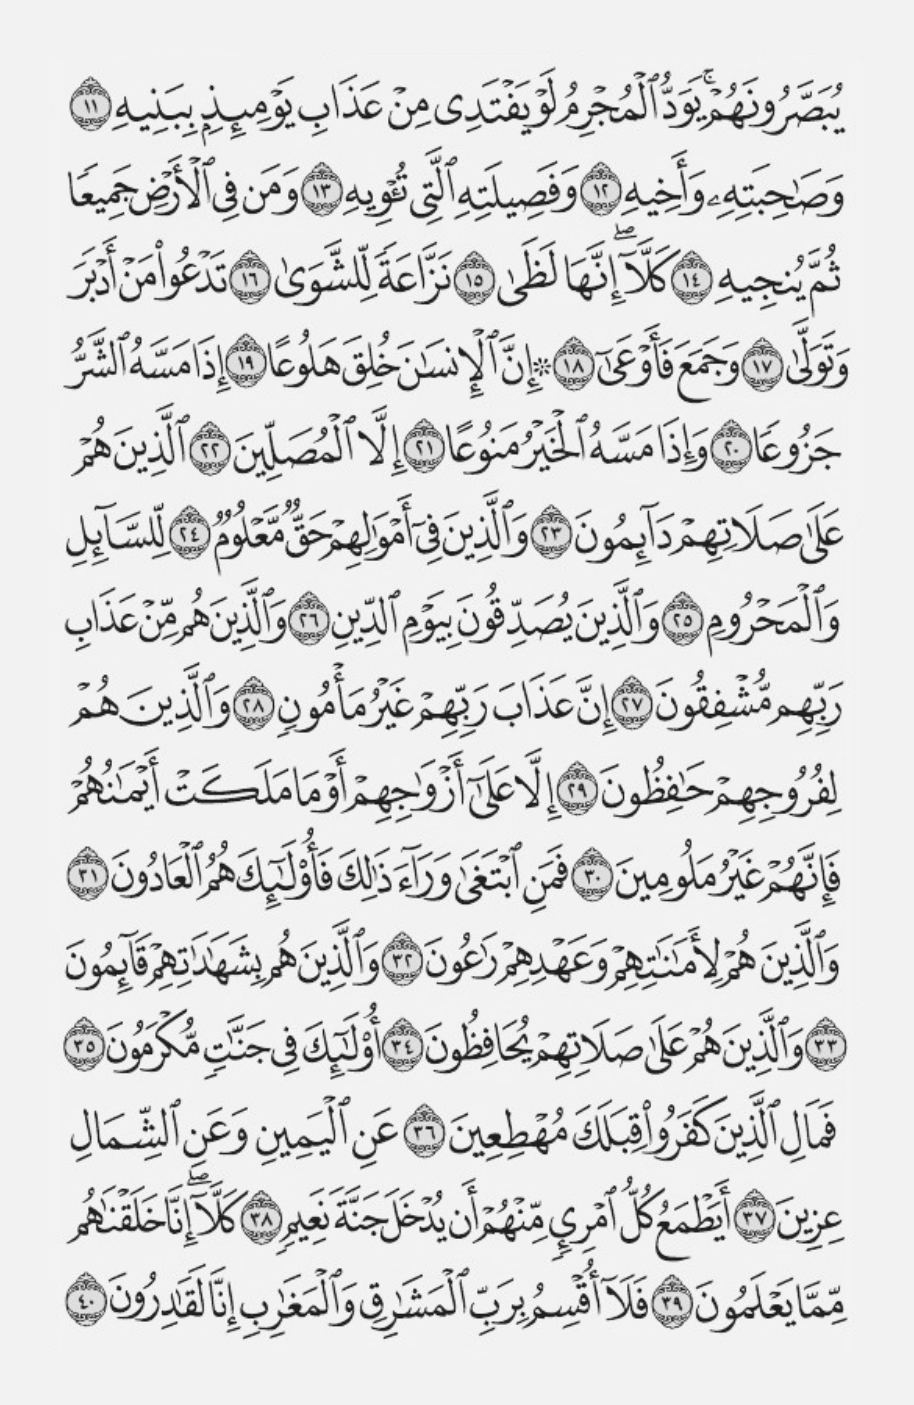 يُبَصَّرُونَهُمۡۚ يَوَدُّ ٱلۡمُجۡرِمُ لَوۡ يَفۡتَدِى مِنۡ عَذَابِ يَوۡمِئِذِۭ بِبَنِيهِ ١١
وَصَٰحِبَتِهِۦ وَأَخِيهِ ١٢ وَفَصِيلَتِهِ ٱلَّتِى تُـٔۡوِيهِ ١٣ وَمَن فِى ٱلۡأَرۡضِ جَمِيعٗا
ثُمَّ يُنجِيهِ ١٤ كَلَّآۖ إِنَّهَا لَظَىٰ ١٥ نَزَّاعَةٗ لِّلشَّوَىٰ ١٦ تَدۡعُواْ مَنۡ أَدۡبَرَ
وَتَوَلَّىٰ ١٧ وَجَمَعَ فَأَوۡعَىٰٓ ١٨ ۞ إِنَّ ٱلۡإِنسَٰنَ خُلِقَ هَلُوعًا ١٩ إِذَا مَسَّهُ ٱلشَّرُّ
جَزُوعٗا ٢٠ وَإِذَا مَسَّهُ ٱلۡخَيۡرُ مَنُوعًا ٢١ إِلَّا ٱلۡمُصَلِّينَ ٢٢ ٱلَّذِينَ هُمۡ
عَلَىٰ صَلَاتِهِمۡ دَآئِمُونَ ٢٣ وَٱلَّذِينَ فِىٓ أَمۡوَٰلِهِمۡ حَقّٞ مَّعۡلُومٞ ٢٤ لِّلسَّآئِلِ
وَٱلۡمَحۡرُومِ ٢٥ وَٱلَّذِينَ يُصَدِّقُونَ بِيَوۡمِ ٱلدِّينِ ٢٦ وَٱلَّذِينَ هُم مِّنۡ عَذَابِ
رَبِّهِم مُّشۡفِقُونَ ٢٧ إِنَّ عَذَابَ رَبِّهِمۡ غَيۡرُ مَأۡمُونٖ ٢٨ وَٱلَّذِينَ هُمۡ
لِفُرُوجِهِمۡ حَٰفِظُونَ ٢٩ إِلَّا عَلَىٰٓ أَزۡوَٰجِهِمۡ أَوۡ مَا مَلَكَتۡ أَيۡمَٰنُهُمۡ
فَإِنَّهُمۡ غَيۡرُ مَلُومِينَ ٣٠ فَمَنِ ٱبۡتَغَىٰ وَرَآءَ ذَٰلِكَ فَأُوْلَٰٓئِكَ هُمُ ٱلۡعَادُونَ ٣١
وَٱلَّذِينَ هُمۡ لِأَمَٰنَٰتِهِمۡ وَعَهۡدِهِمۡ رَٰعُونَ ٣٢ وَٱلَّذِينَ هُم بِشَهَٰدَٰتِهِمۡ قَآئِمُونَ
٣٣ وَٱلَّذِينَ هُمۡ عَلَىٰ صَلَاتِهِمۡ يُحَافِظُونَ ٣٤ أُوْلَٰٓئِكَ فِى جَنَّٰتٖ مُّكۡرَمُونَ ٣٥
فَمَالِ ٱلَّذِينَ كَفَرُواْ قِبَلَكَ مُهۡطِعِينَ ٣٦ عَنِ ٱلۡيَمِينِ وَعَنِ ٱلشِّمَالِ
عِزِينَ ٣٧ أَيَطۡمَعُ كُلُّ ٱمۡرِيٕٖ مِّنۡهُمۡ أَن يُدۡخَلَ جَنَّةَ نَعِيمٖ ٣٨ كَلَّآۖ إِنَّا خَلَقۡنَٰهُم
مِّمَّا يَعۡلَمُونَ ٣٩ فَلَآ أُقۡسِمُ بِرَبِّ ٱلۡمَشَٰرِقِ وَٱلۡمَغَٰرِبِ إِنَّا لَقَٰدِرُونَ ٤٠